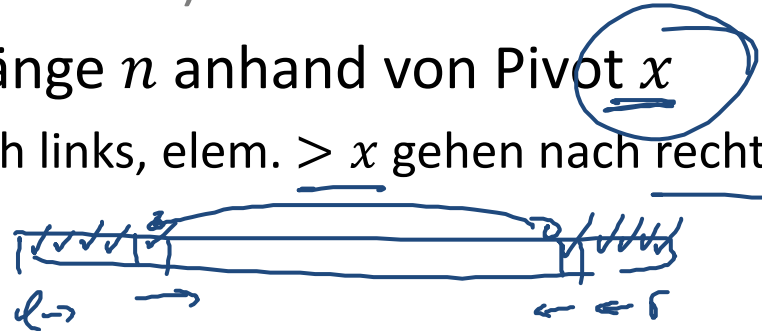 änge n anhand von Pivot x
h links, elem. > x gehen nach recht
l → → ← ← r